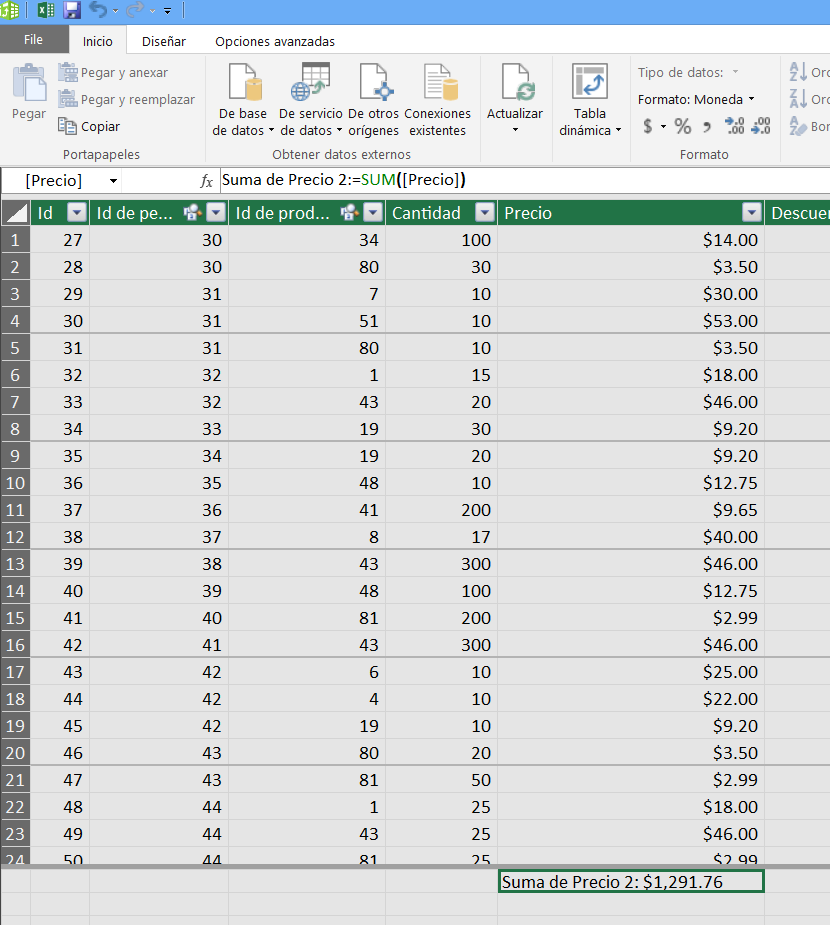 File Inicio Diseñar Opciones avanzadas
Pegar
Pegar y anexar
Pegar y reemplazar
Copiar
Portapapeles
De base de datos
De servicio de datos
De otros orígenes
Conexiones existentes
Obtener datos externos
Actualizar
Tabla dinámica
Tipo de datos:
Formato: Moneda
$ % , .00 .00
Formato
[Precio] fx Suma de Precio 2:=SUM([Precio])
Id Id de pe... Id de prod... Cantidad Precio Descuen
1 27 30 34 100 $14.00
2 28 30 80 30 $3.50
3 29 31 7 10 $30.00
4 30 31 51 10 $53.00
5 31 31 80 10 $3.50
6 32 32 1 15 $18.00
7 33 32 43 20 $46.00
8 34 33 19 30 $9.20
9 35 34 19 20 $9.20
10 36 35 48 10 $12.75
11 37 36 41 200 $9.65
12 38 37 8 17 $40.00
13 39 38 43 300 $46.00
14 40 39 48 100 $12.75
15 41 40 81 200 $2.99
16 42 41 43 300 $46.00
17 43 42 6 10 $25.00
18 44 42 4 10 $22.00
19 45 42 19 10 $9.20
20 46 43 80 20 $3.50
21 47 43 81 50 $2.99
22 48 44 1 25 $18.00
23 49 44 43 25 $46.00
24 50 44 81 25 $2.99
Suma de Precio 2: $1,291.76